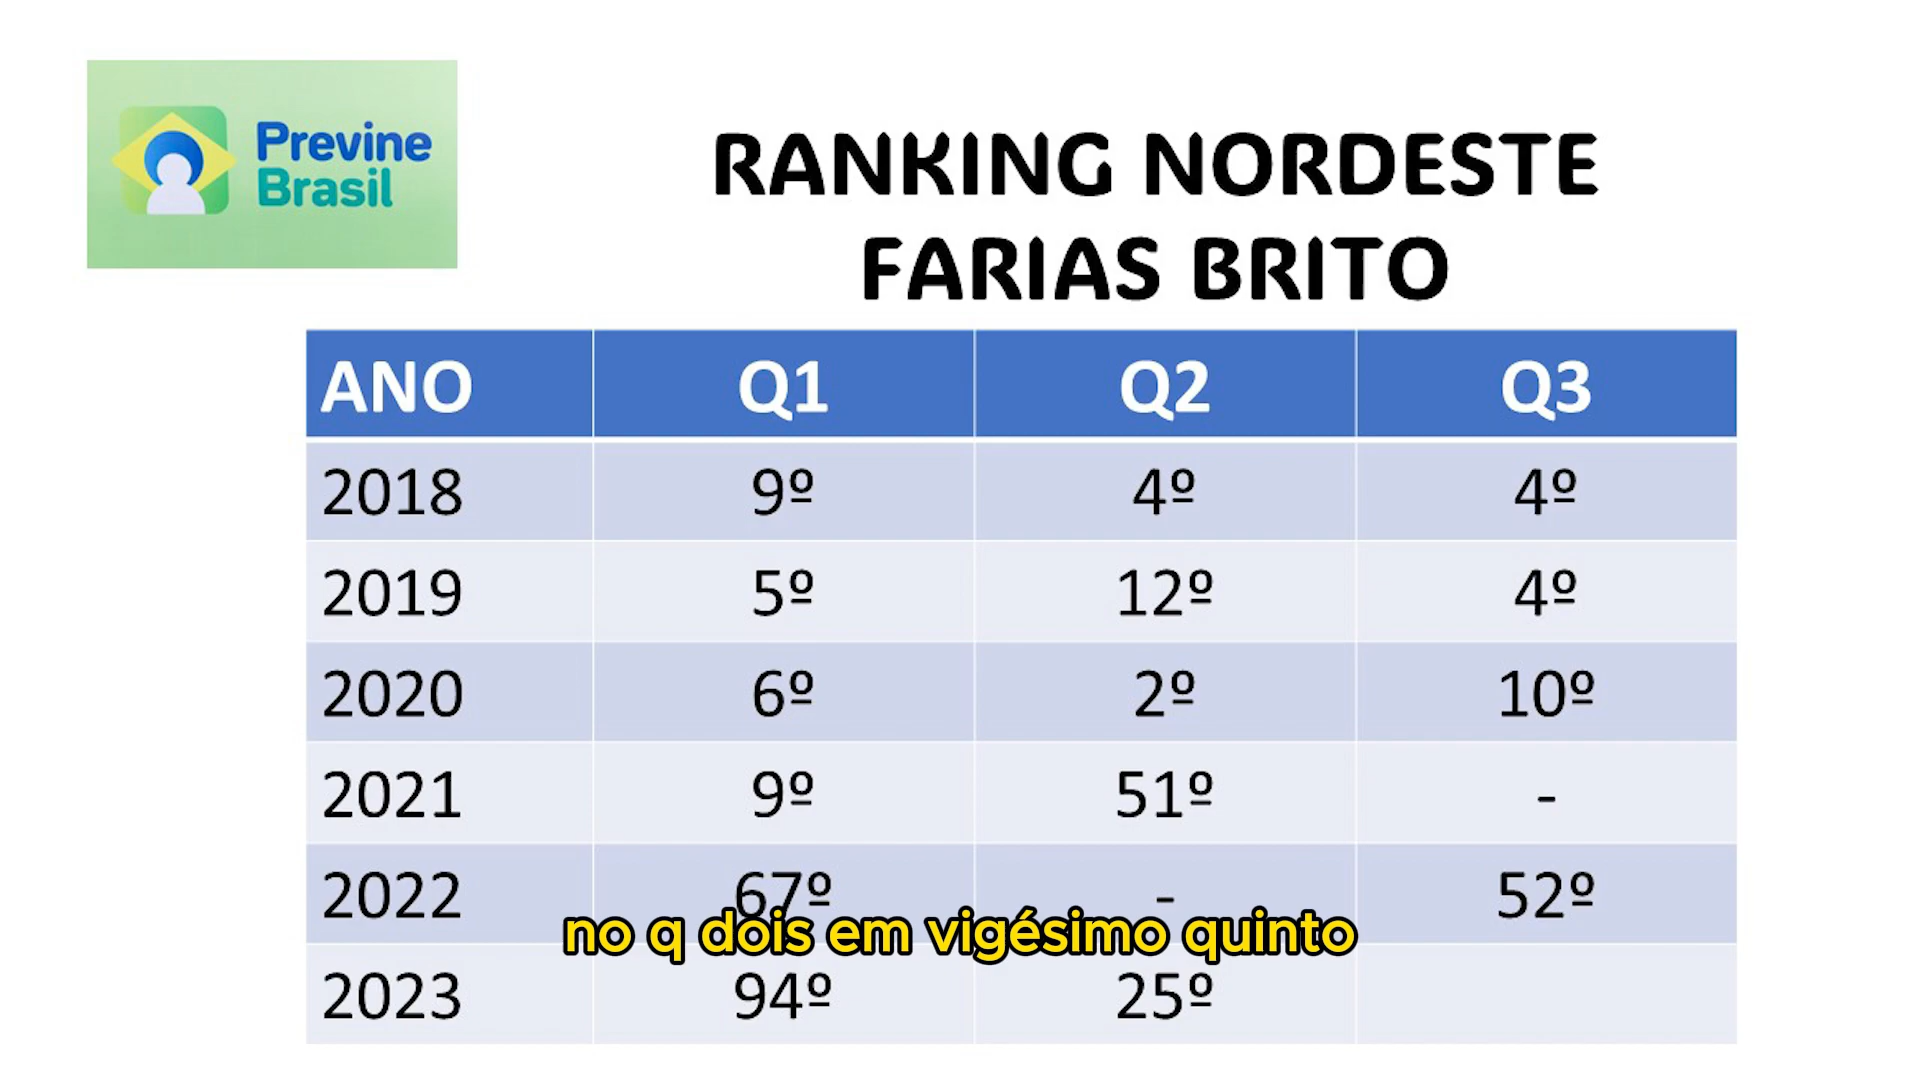 Previne
Brasil
RANKING NORDESTE
FARIAS BRITO
ANO Q1 Q2 Q3
2018 9º 4º 4º
2019 5º 12º 4º
2020 6º 2º 10º
2021 9º 51º -
2022 67º - 52º
no q dois em vigésimo quinto
2023 94º 25º